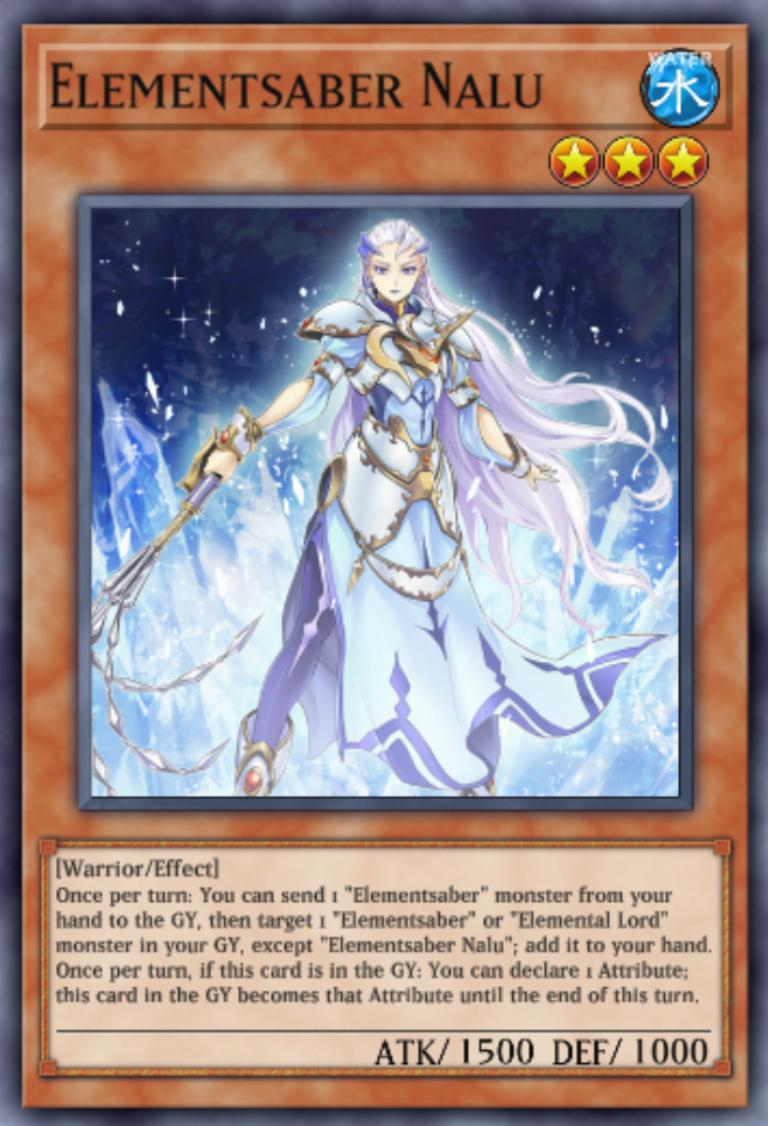 Elementsaber Nalu
WATER
水
[Warrior/Effect]
Once per turn: You can send 1 "Elementsaber" monster from your
hand to the GY, then target 1 "Elementsaber" or "Elemental Lord"
monster in your GY, except "Elementsaber Nalu"; add it to your hand.
Once per turn, if this card is in the GY: You can declare 1 Attribute;
this card in the GY becomes that Attribute until the end of this turn.
ATK/ 1500 DEF/ 1000